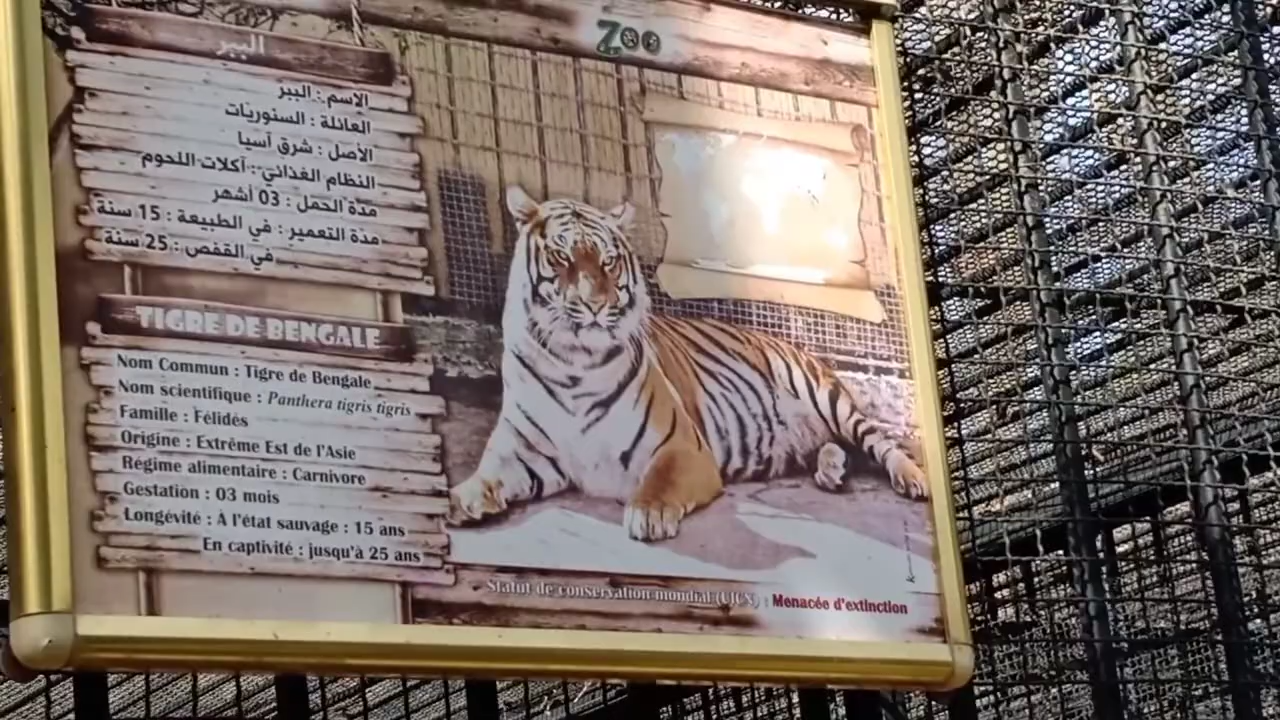 Zoo
الببر
الاسم : الببر
العائلة : السنوريات
الأصل : شرق آسيا
النظام الغذائي : آكلات اللحوم
مدة الحمل : 03 أشهر
مدة التعمير : في الطبيعة : 15 سنة
في القفص : 25 سنة
TIGRE DE BENGALE
Nom Commun : Tigre de Bengale
Nom scientifique : Panthera tigris tigris
Famille : Félidés
Origine : Extrême Est de l'Asie
Régime alimentaire : Carnivore
Gestation : 03 mois
Longévité : À l'état sauvage : 15 ans
En captivité : jusqu'à 25 ans
Statut de conservation mondial (UICN) : Menacée d'extinction